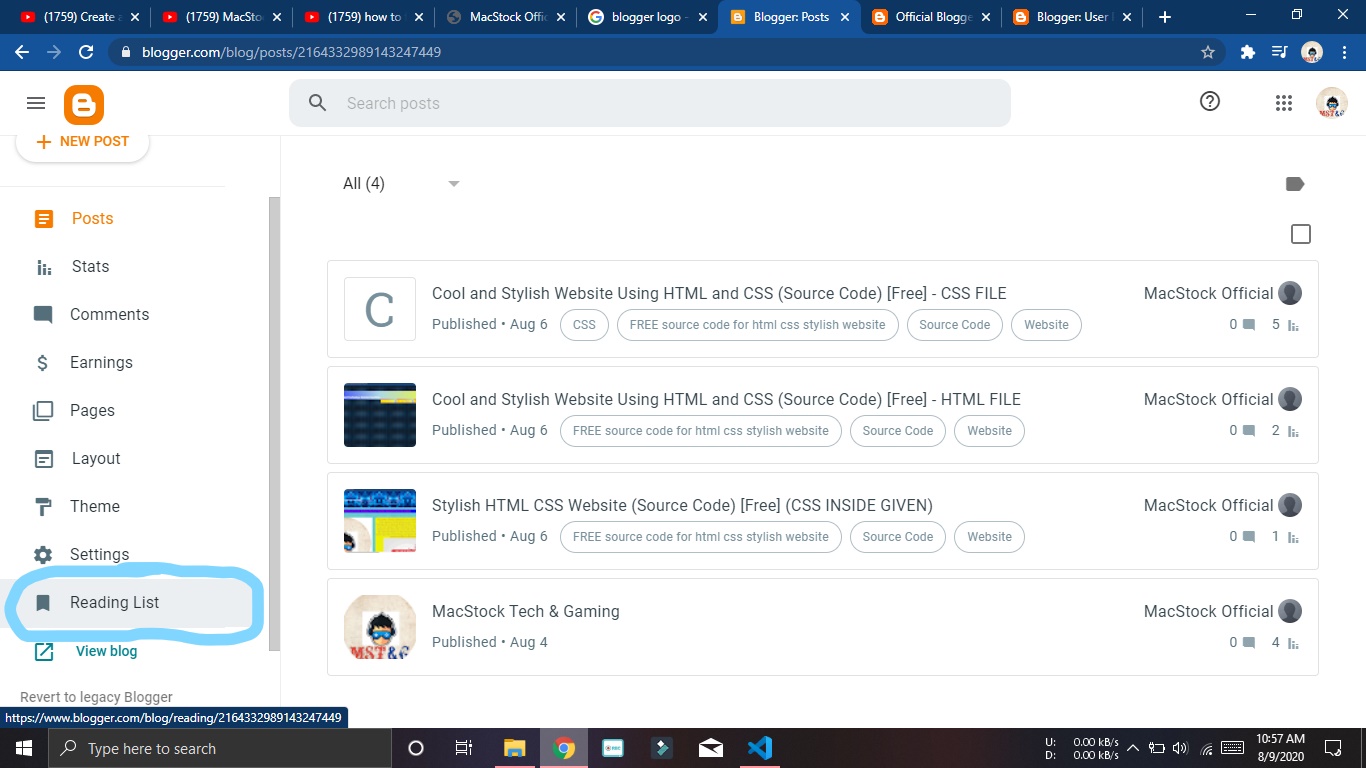 (1759) Create a
(1759) MacStoc
(1759) how to
MacStock Offic
blogger logo -
Blogger: Posts
Official Blogge
Blogger: User
blogger.com/blog/posts/2164332989143247449
Search posts
NEW POST
All (4)
Posts
Stats
Comments
Earnings
Pages
Layout
Theme
Settings
Reading List
View blog
Revert to legacy Blogger
C
Cool and Stylish Website Using HTML and CSS (Source Code) [Free] - CSS FILE
MacStock Official
Published • Aug 6 CSS FREE source code for html css stylish website Source Code Website
0 5
Cool and Stylish Website Using HTML and CSS (Source Code) [Free] - HTML FILE
MacStock Official
Published • Aug 6 FREE source code for html css stylish website Source Code Website
0 2
Stylish HTML CSS Website (Source Code) [Free] (CSS INSIDE GIVEN)
MacStock Official
Published • Aug 6 FREE source code for html css stylish website Source Code Website
0 1
MST&G
MacStock Tech & Gaming
MacStock Official
Published • Aug 4
0 4
https://www.blogger.com/blog/reading/2164332989143247449
Type here to search
U: 0.00 kB/s
D: 0.00 kB/s
10:57 AM
8/9/2020